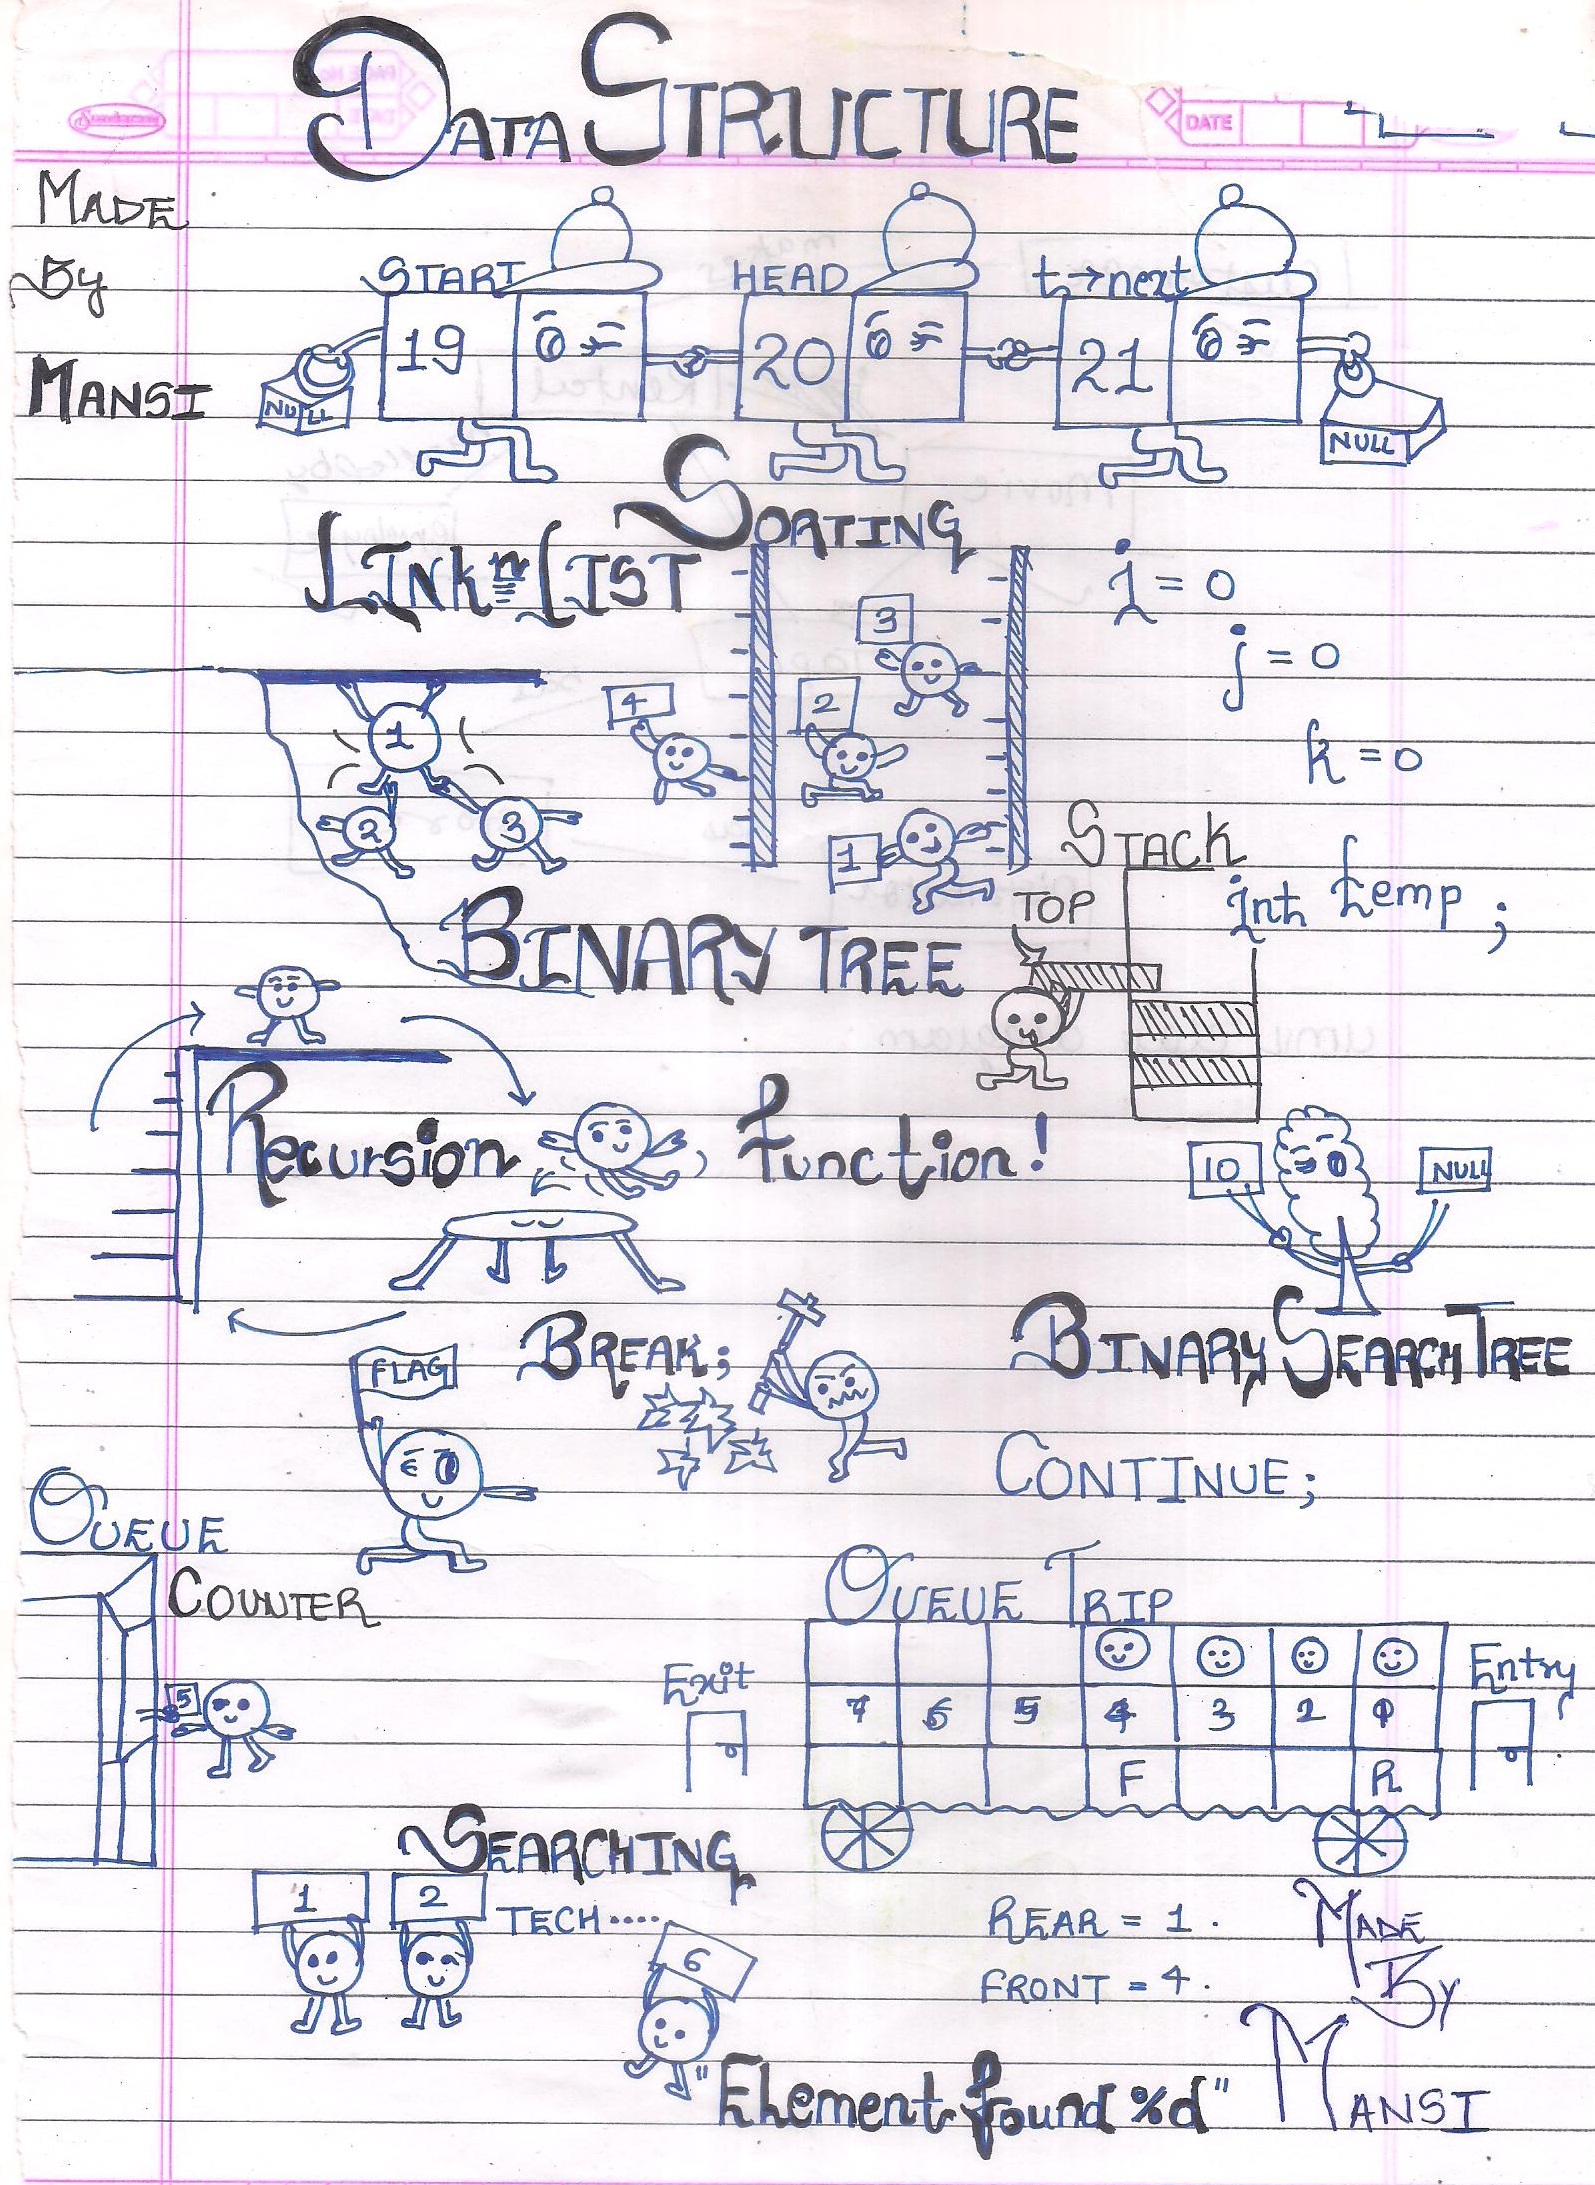 DATA STRUCTURE
DATE
MADE
By
MANSI
START
HEAD
t→next
19
20
21
NULL
NULL
SORTING
LINK n LIST
i = 0
j = 0
k = 0
3
4
2
1
1
2
3
STACK
int temp ;
TOP
BINARY TREE
Recursion function!
10
NULL
BREAK;
BINARY SEARCH TREE
FLAG
CONTINUE;
QUEUE
COUNTER
5
QUEUE TRIP
Exit
Entry
7 6 5 4 3 2 1
F R
SEARCHING
TECH....
1
2
6
REAR = 1 .
FRONT = 4 .
MADE
By
MANSI
"Element found %d"